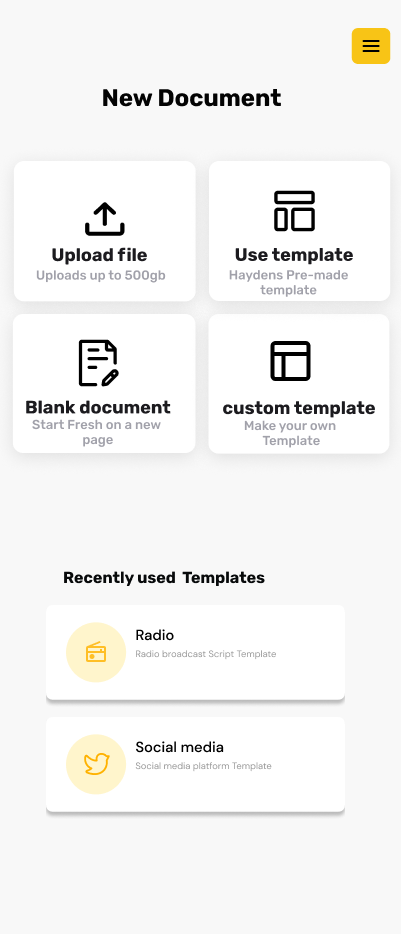 New Document
Upload file
Uploads up to 500gb
Use template
Haydens Pre-made
template
Blank document
Start Fresh on a new
page
custom template
Make your own
Template
Recently used  Templates
Radio
Radio broadcast Script Template
Social media
Social media platform Template